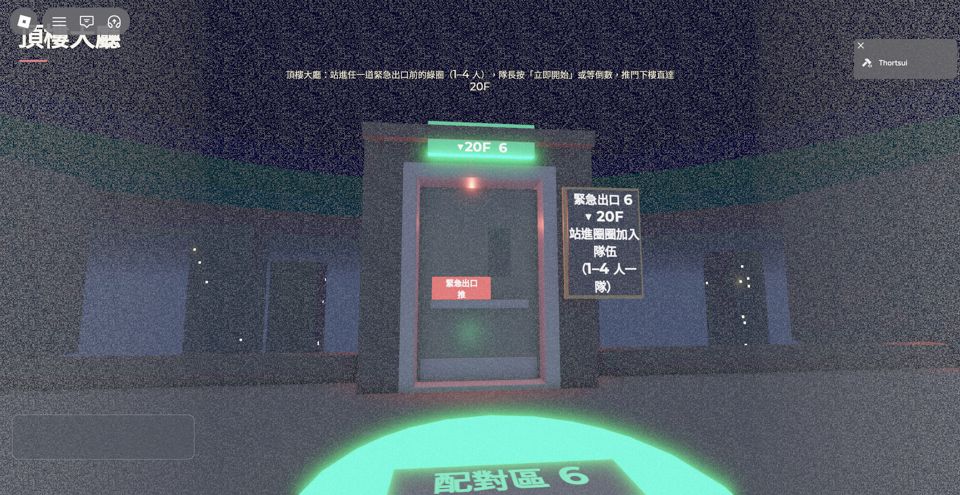 頂樓大廳
Thortsui
頂樓大廳：站進任一道緊急出口前的綠圈（1–4 人），隊長按「立即開始」或等倒數，推門下樓直達
20F
▼20F 6
緊急出口 6
▼ 20F
站進圈圈加入
隊伍
（1–4 人一
隊）
緊急出口
推
配對區 6